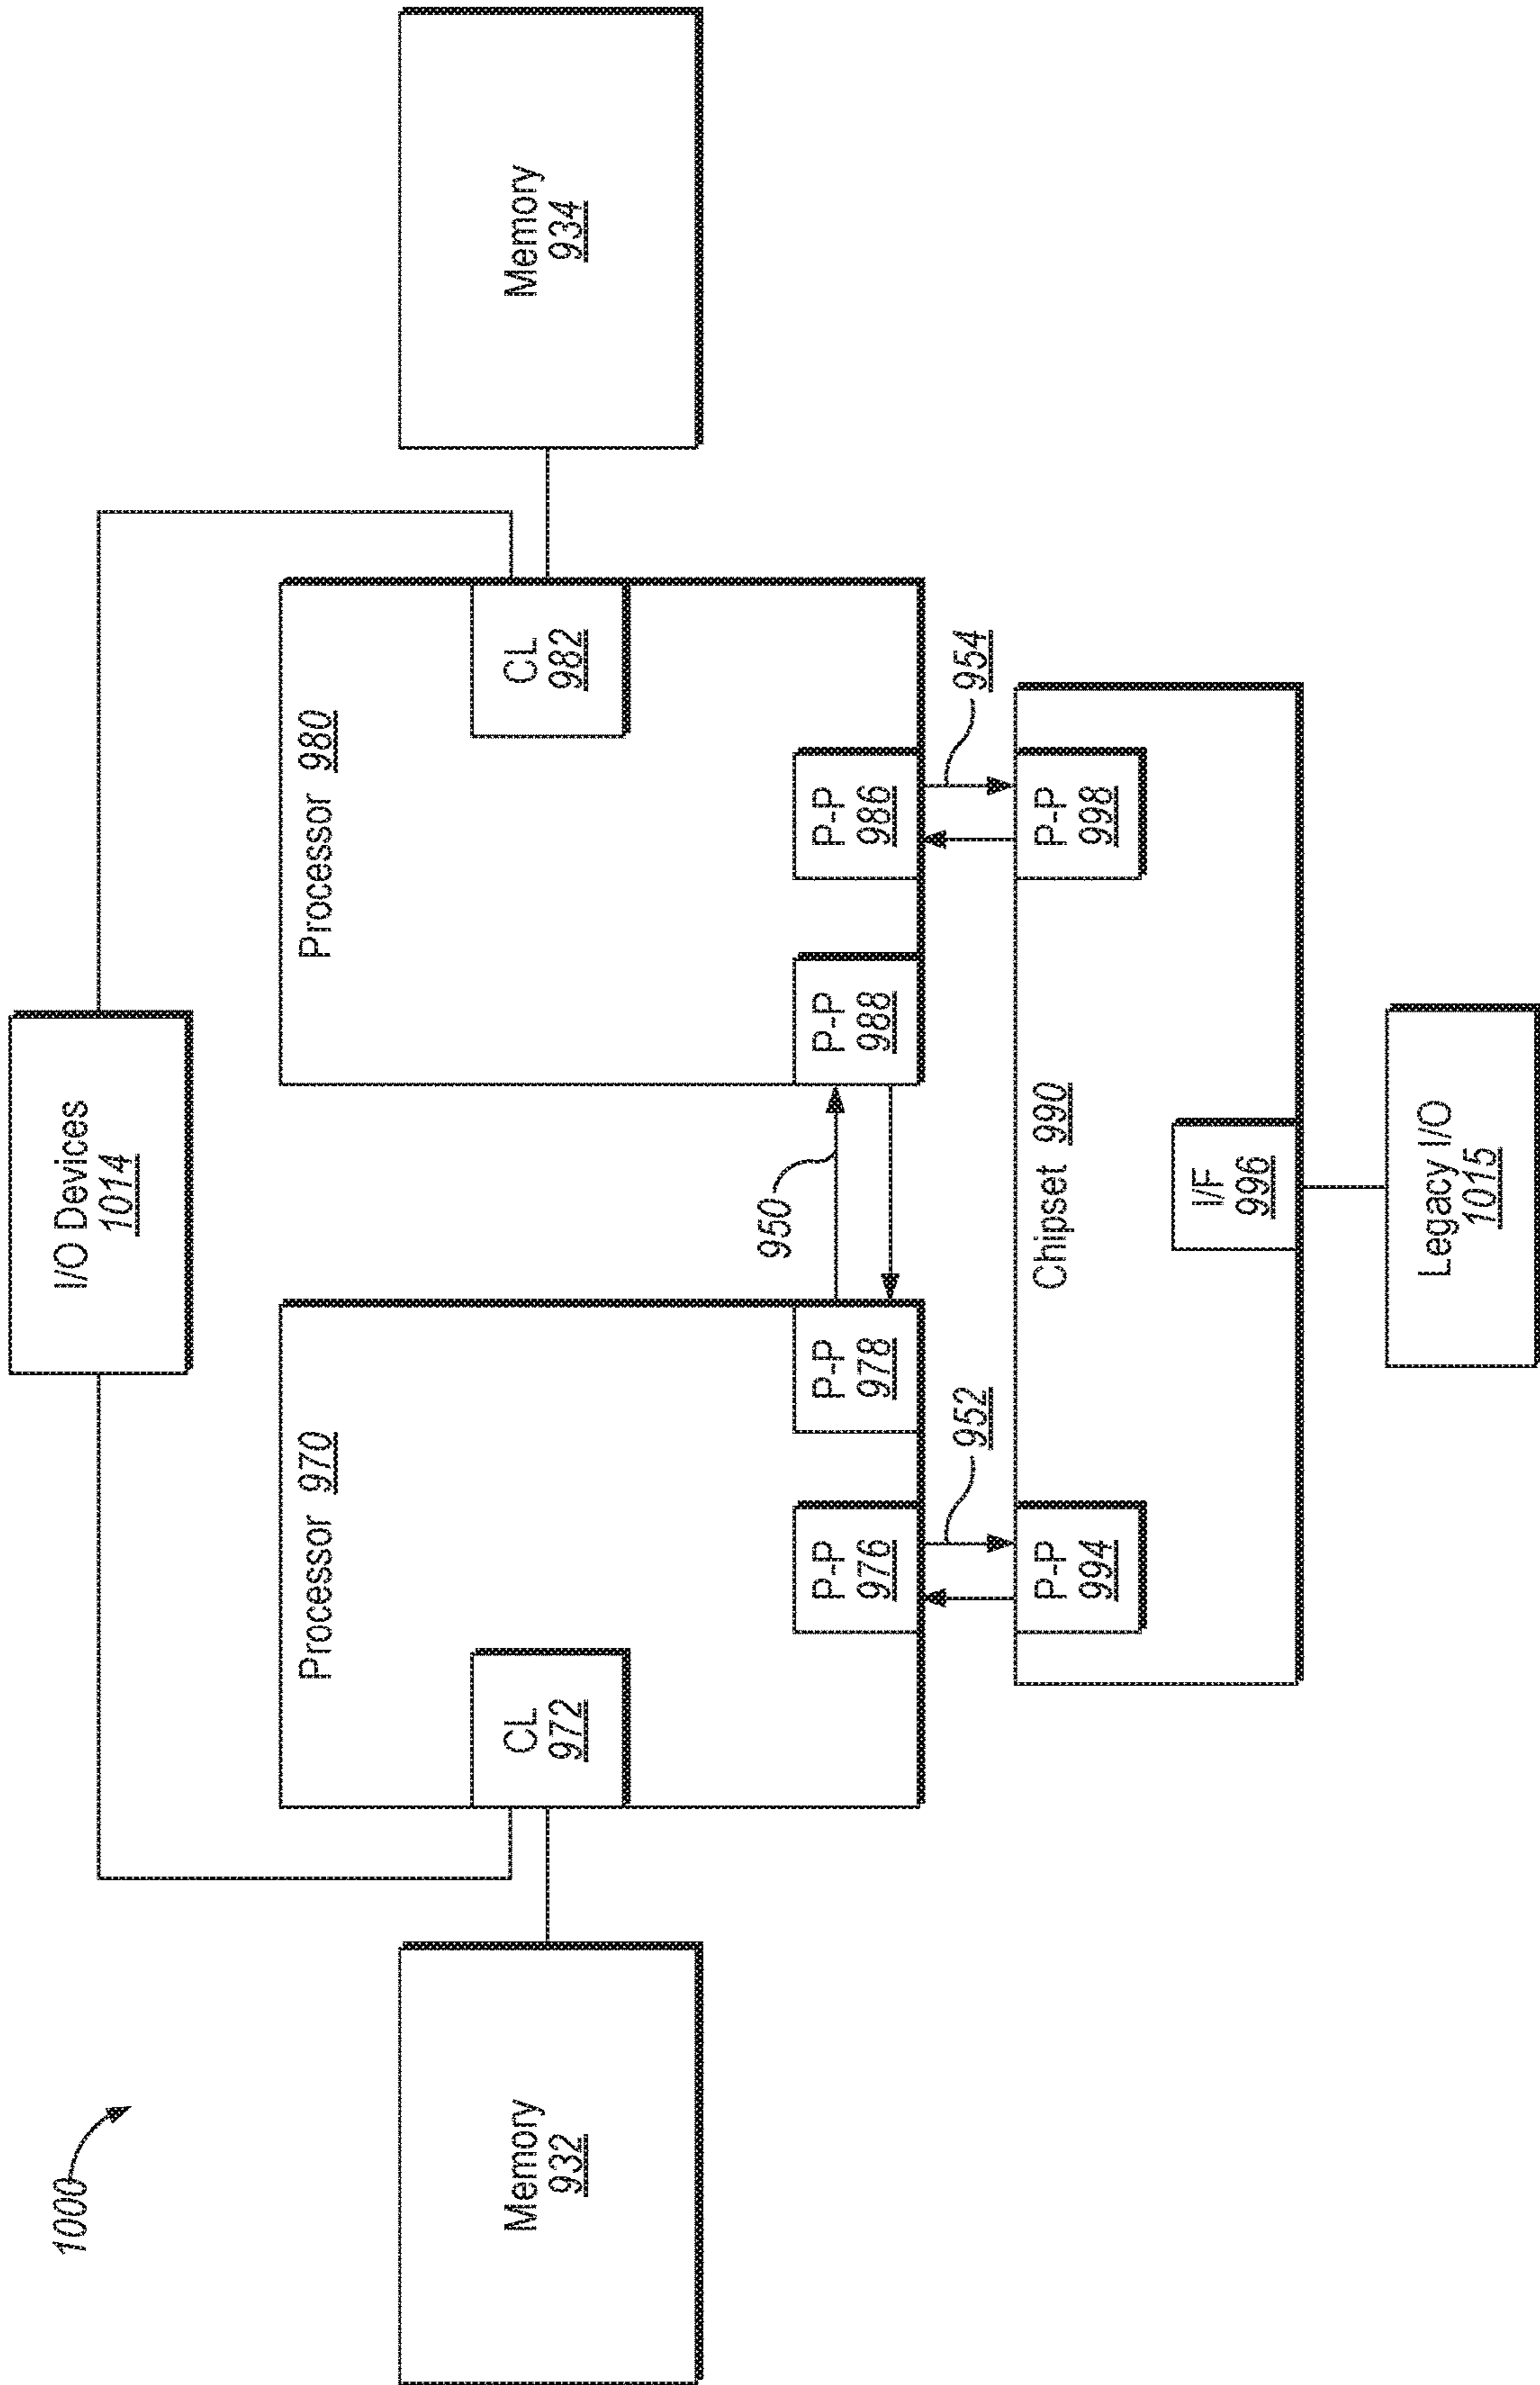 1000
I/O Devices
1014
Memory
932
Processor 970
CL
972
P-P
976
P-P
978
950
Processor 980
CL
982
P-P
988
P-P
986
Memory
934
952
954
Chipset 990
P-P
994
P-P
998
I/F
996
Legacy I/O
1015